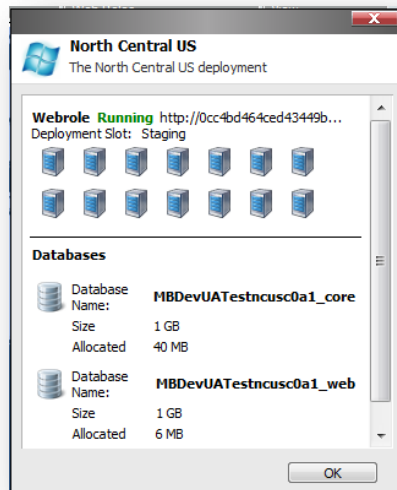 North Central US
The North Central US deployment
Webrole Running http://0cc4bd464ced43449b...
Deployment Slot: Staging
Databases
Database Name: MBDevUATestncusc0a1_core
Size 1 GB
Allocated 40 MB
Database Name: MBDevUATestncusc0a1_web
Size 1 GB
Allocated 6 MB
OK